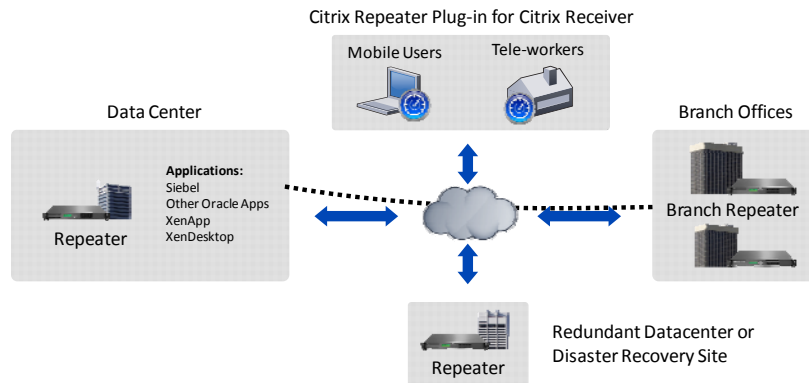 Citrix Repeater Plug-in for Citrix Receiver
Mobile Users
Tele-workers
Data Center
Applications:
Siebel
Other Oracle Apps
XenApp
XenDesktop
Repeater
Branch Offices
Branch Repeater
Repeater
Redundant Datacenter or
Disaster Recovery Site